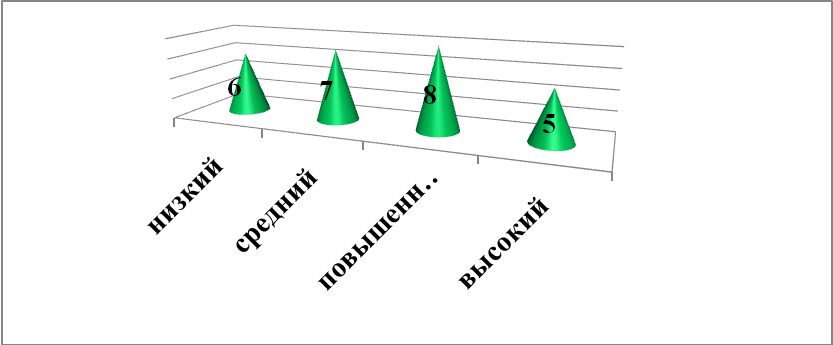 6
7
8
5
низкий
средний
повышенн..
высокий